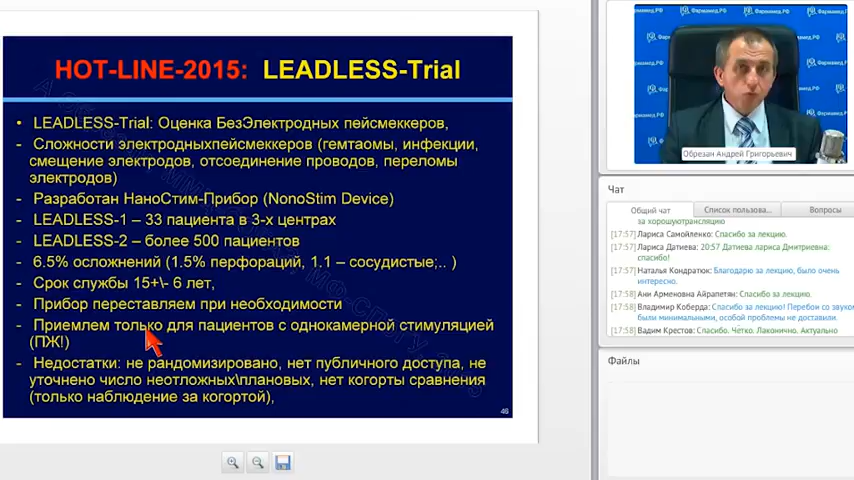 HOT-LINE-2015: LEADLESS-Trial
• LEADLESS-Trial: Оценка БезЭлектродных пейсмеккеров,
- Сложности электродныхпейсмеккеров (гемтаомы, инфекции,
смещение электродов, отсоединение проводов, переломы
электродов)
- Разработан НаноСтим-Прибор (NonoStim Device)
- LEADLESS-1 – 33 пациента в 3-х центрах
- LEADLESS-2 – более 500 пациентов
- 6.5% осложнений (1.5% перфораций, 1.1 – сосудистые;.. )
- Срок службы 15+\- 6 лет,
- Прибор переставляем при необходимости
- Приемлем только для пациентов с однокамерной стимуляцией
(ПЖ!)
- Недостатки: не рандомизировано, нет публичного доступа, не
уточнено число неотложных\плановых, нет когорты сравнения
(только наблюдение за когортой),
46
Фармамед.РФ
Обрезан Андрей Григорьевич
Чат
Общий чат
Список пользова...
Вопросы
за хорошуютрансляцию
[17:57] Лариса Самойленко: Спасибо за лекцию.
[17:57] Лариса Датиева: 20:57 Датиева лариса Дмитриевна:
спасибо!
[17:57] Наталья Кондратюк: Благодарю за лекцию, было очень
интересно.
[17:58] Ани Арменовна Айрапетян: Спасибо за лекцию.
[17:58] Владимир Коберда: Спасибо за лекцию! Перебои со звуком
были минимальными, особой проблемы не доставили.
[17:58] Вадим Крестов: Спасибо. Чётко. Лаконично. Актуально
Файлы